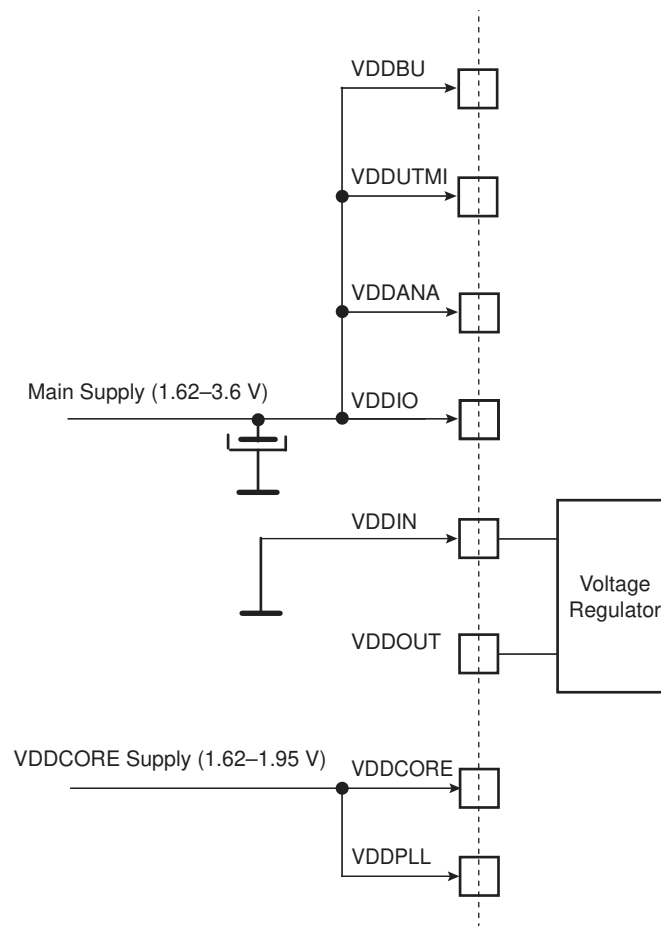 VDDBU
VDDUTMI
VDDANA
Main Supply (1.62–3.6 V)
VDDIO
VDDIN
Voltage
Regulator
VDDOUT
VDDCORE Supply (1.62–1.95 V)
VDDCORE
VDDPLL